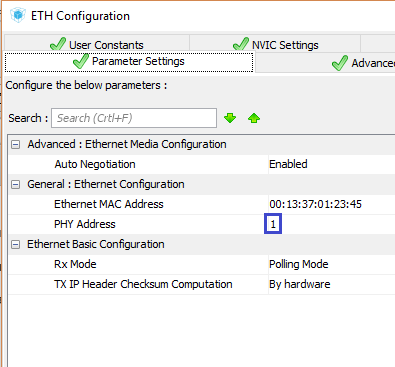 ETH Configuration
User Constants
NVIC Settings
Parameter Settings
Advanced
Configure the below parameters :
Search : Search (Crtl+F)
Advanced : Ethernet Media Configuration
Auto Negotiation Enabled
General : Ethernet Configuration
Ethernet MAC Address 00:13:37:01:23:45
PHY Address 1
Ethernet Basic Configuration
Rx Mode Polling Mode
TX IP Header Checksum Computation By hardware